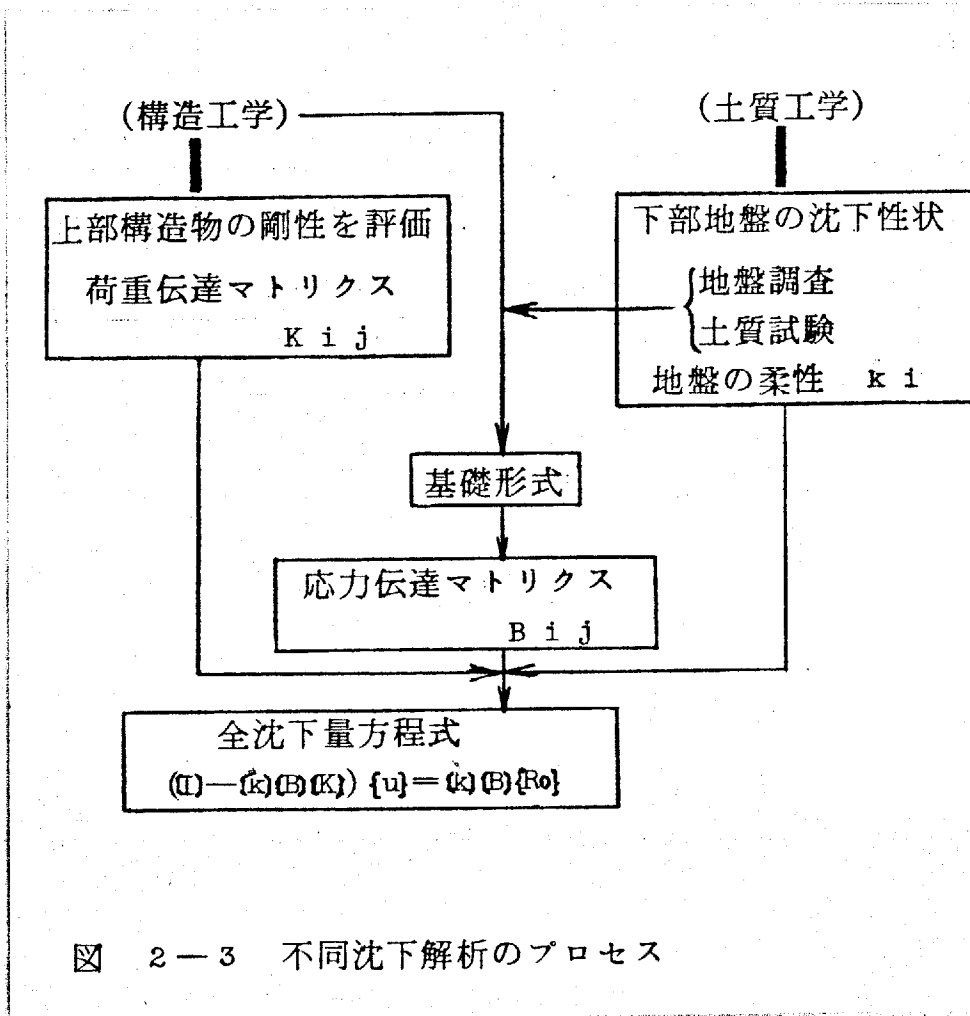 (構造工学)
(土質工学)
上部構造物の剛性を評価
荷重伝達マトリクス
K i j
下部地盤の沈下性状
地盤調査
土質試験
地盤の柔性 k i
基礎形式
応力伝達マトリクス
B i j
全沈下量方程式
([I]—[k][B][K]) {u}=[k][B]{Ro}
図 2—3 不同沈下解析のプロセス